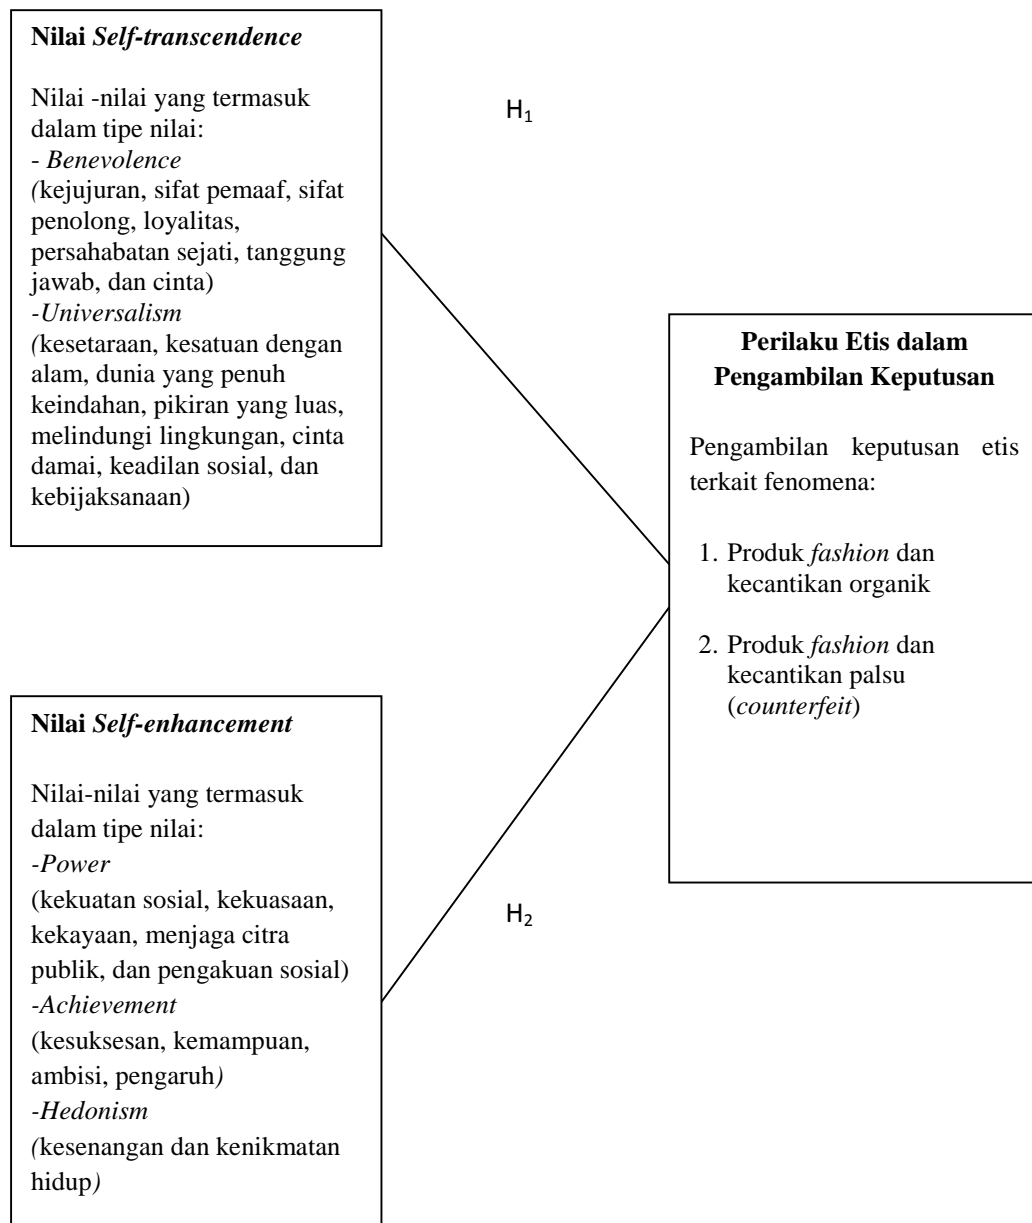 Nilai Self-transcendence
Nilai -nilai yang termasuk
dalam tipe nilai:
- Benevolence
(kejujuran, sifat pemaaf, sifat
penolong, loyalitas,
persahabatan sejati, tanggung
jawab, dan cinta)
-Universalism
(kesetaraan, kesatuan dengan
alam, dunia yang penuh
keindahan, pikiran yang luas,
melindungi lingkungan, cinta
damai, keadilan sosial, dan
kebijaksanaan)
H₁
Perilaku Etis dalam
Pengambilan Keputusan
Pengambilan keputusan etis
terkait fenomena:
1. Produk fashion dan
kecantikan organik
2. Produk fashion dan
kecantikan palsu
(counterfeit)
Nilai Self-enhancement
Nilai-nilai yang termasuk
dalam tipe nilai:
-Power
(kekuatan sosial, kekuasaan,
kekayaan, menjaga citra
publik, dan pengakuan sosial)
-Achievement
(kesuksesan, kemampuan,
ambisi, pengaruh)
-Hedonism
(kesenangan dan kenikmatan
hidup)
H₂